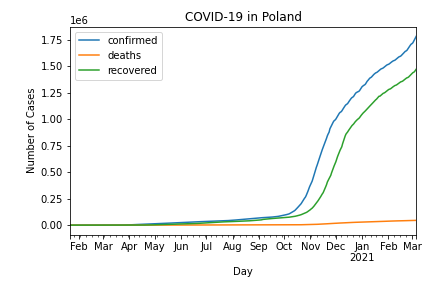 COVID-19 in Poland
1e6
confirmed
deaths
recovered
1.75
1.50
1.25
1.00
0.75
0.50
0.25
0.00
Number of Cases
Feb Mar Apr May Jun Jul Aug Sep Oct Nov Dec Jan Feb Mar
2021
Day